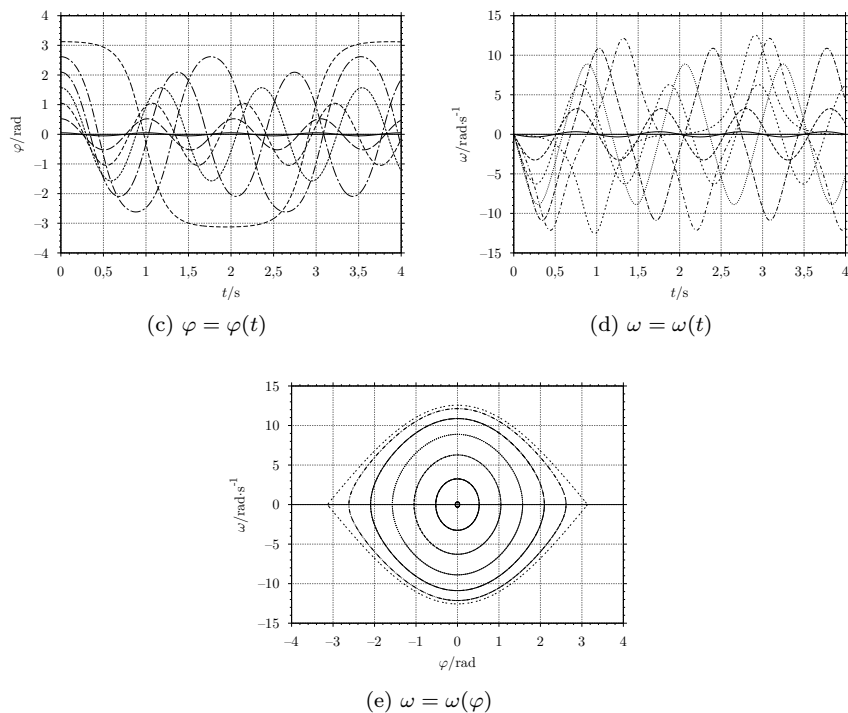 4
3
2
1
0
–1
–2
–3
–4
φ/rad
0 0,5 1 1,5 2 2,5 3 3,5 4
t/s
(c) φ = φ(t)
15
10
5
0
–5
–10
–15
ω/rad·s⁻¹
0 0,5 1 1,5 2 2,5 3 3,5 4
t/s
(d) ω = ω(t)
15
10
5
0
–5
–10
–15
ω/rad·s⁻¹
–4 –3 –2 –1 0 1 2 3 4
φ/rad
(e) ω = ω(φ)